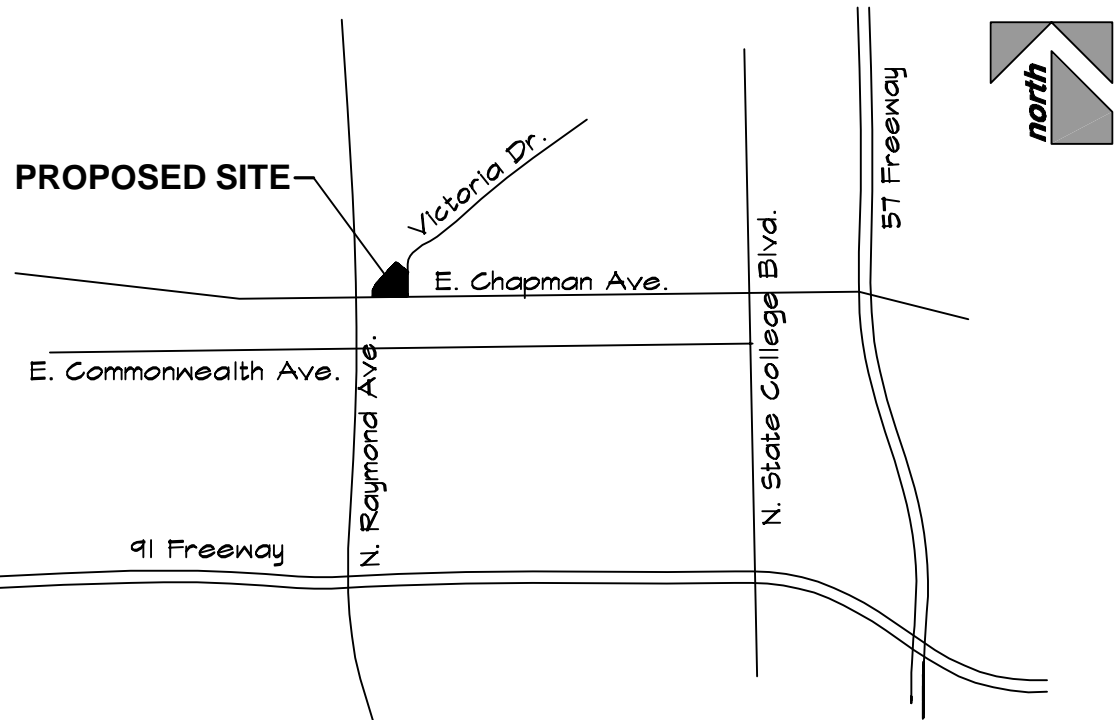 north
57 Freeway
Victoria Dr.
PROPOSED SITE
E. Chapman Ave.
N. State College Blvd.
E. Commonwealth Ave.
N. Raymond Ave.
91 Freeway